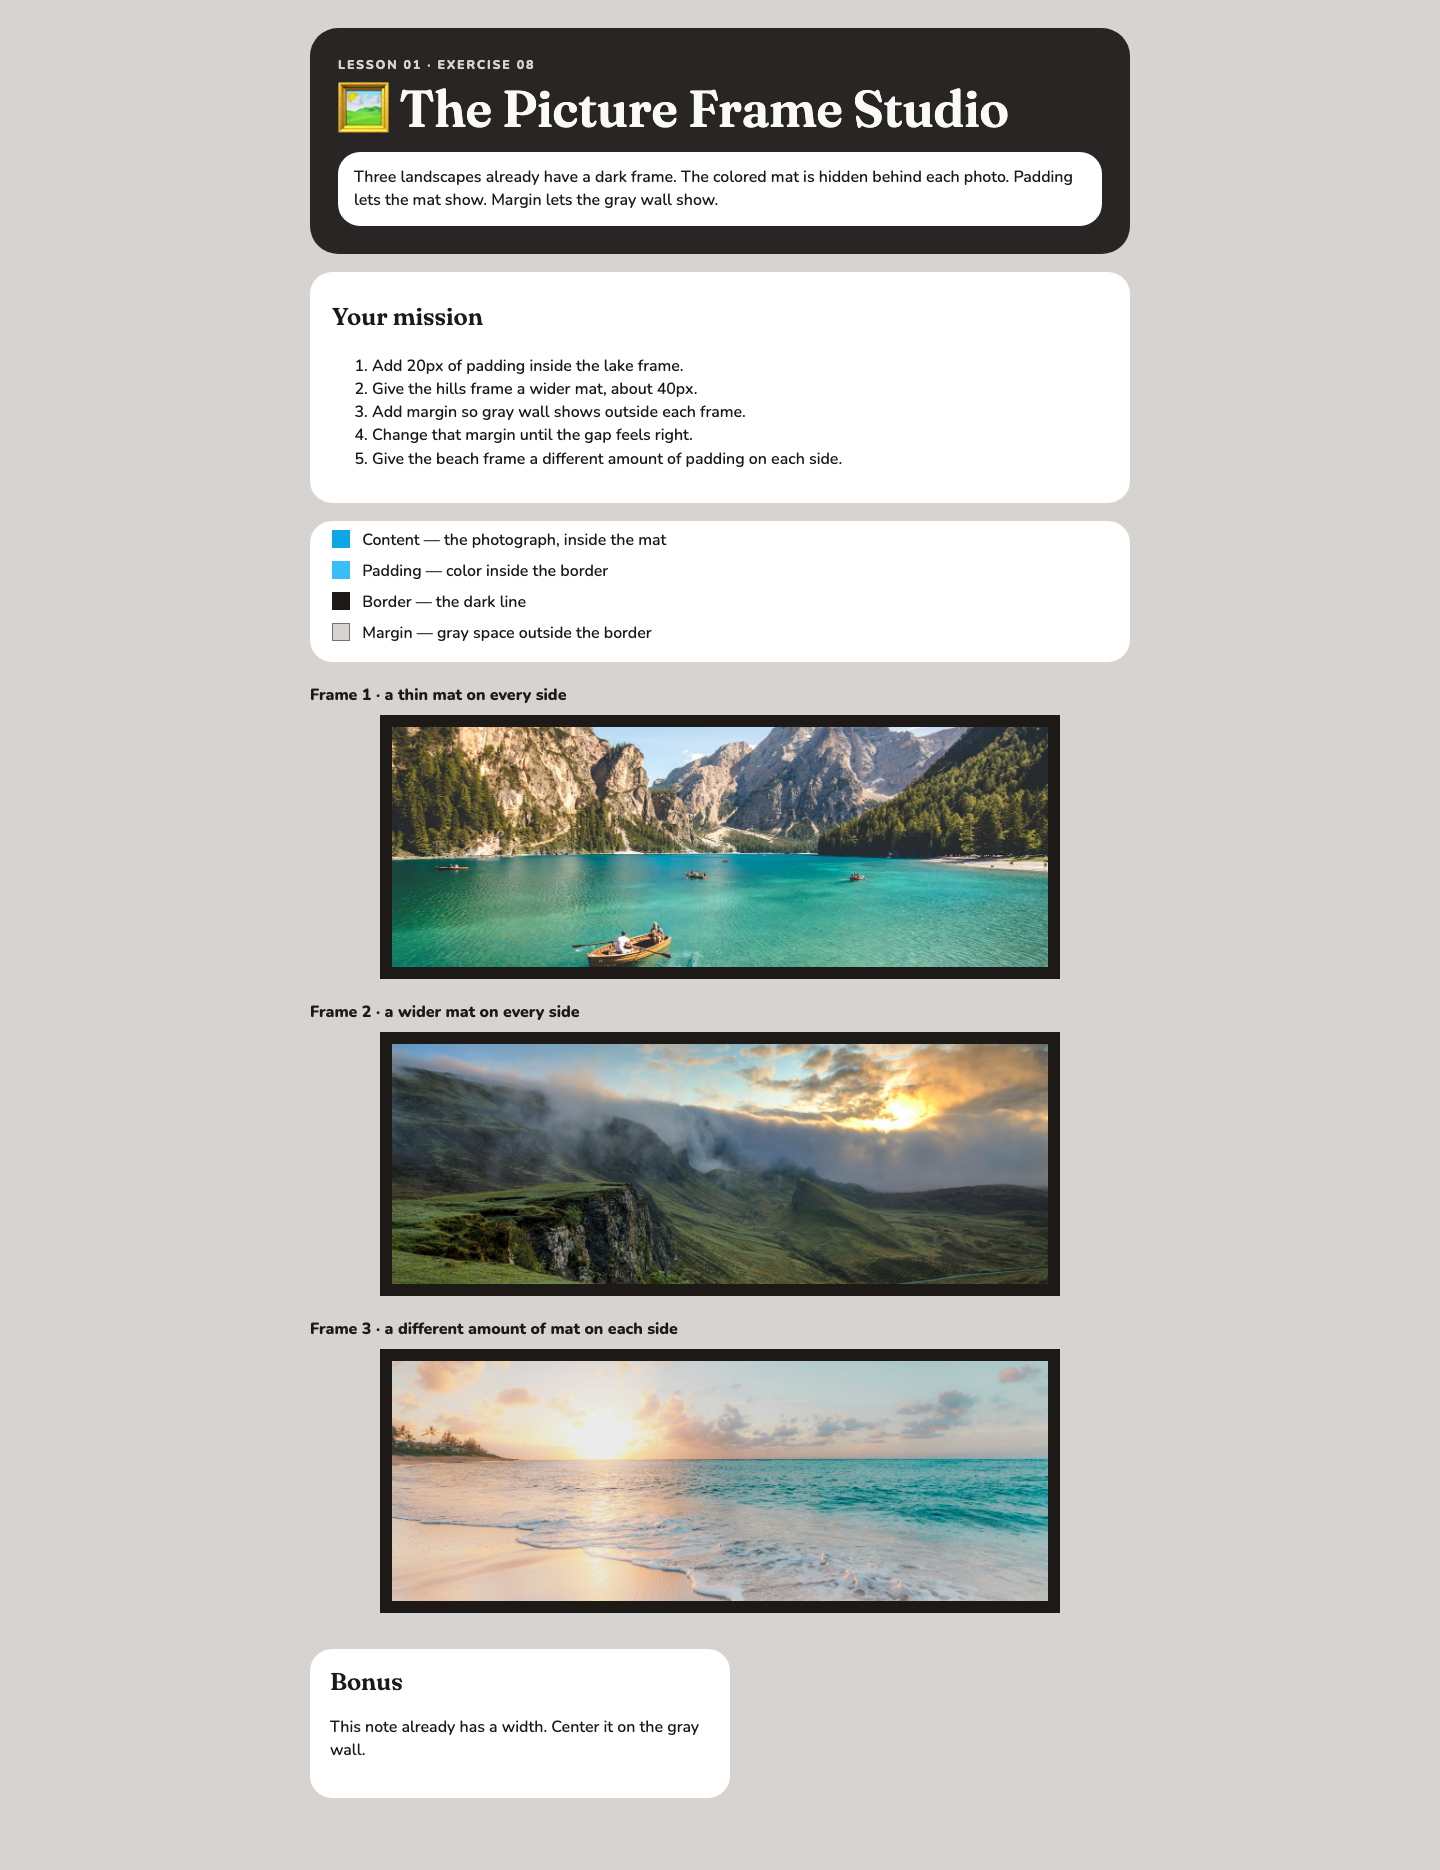 LESSON 01 · EXERCISE 08
The Picture Frame Studio
Three landscapes already have a dark frame. The colored mat is hidden behind each photo. Padding
lets the mat show. Margin lets the gray wall show.
Your mission
1. Add 20px of padding inside the lake frame.
2. Give the hills frame a wider mat, about 40px.
3. Add margin so gray wall shows outside each frame.
4. Change that margin until the gap feels right.
5. Give the beach frame a different amount of padding on each side.
Content — the photograph, inside the mat
Padding — color inside the border
Border — the dark line
Margin — gray space outside the border
Frame 1 · a thin mat on every side
Frame 2 · a wider mat on every side
Frame 3 · a different amount of mat on each side
Bonus
This note already has a width. Center it on the gray
wall.